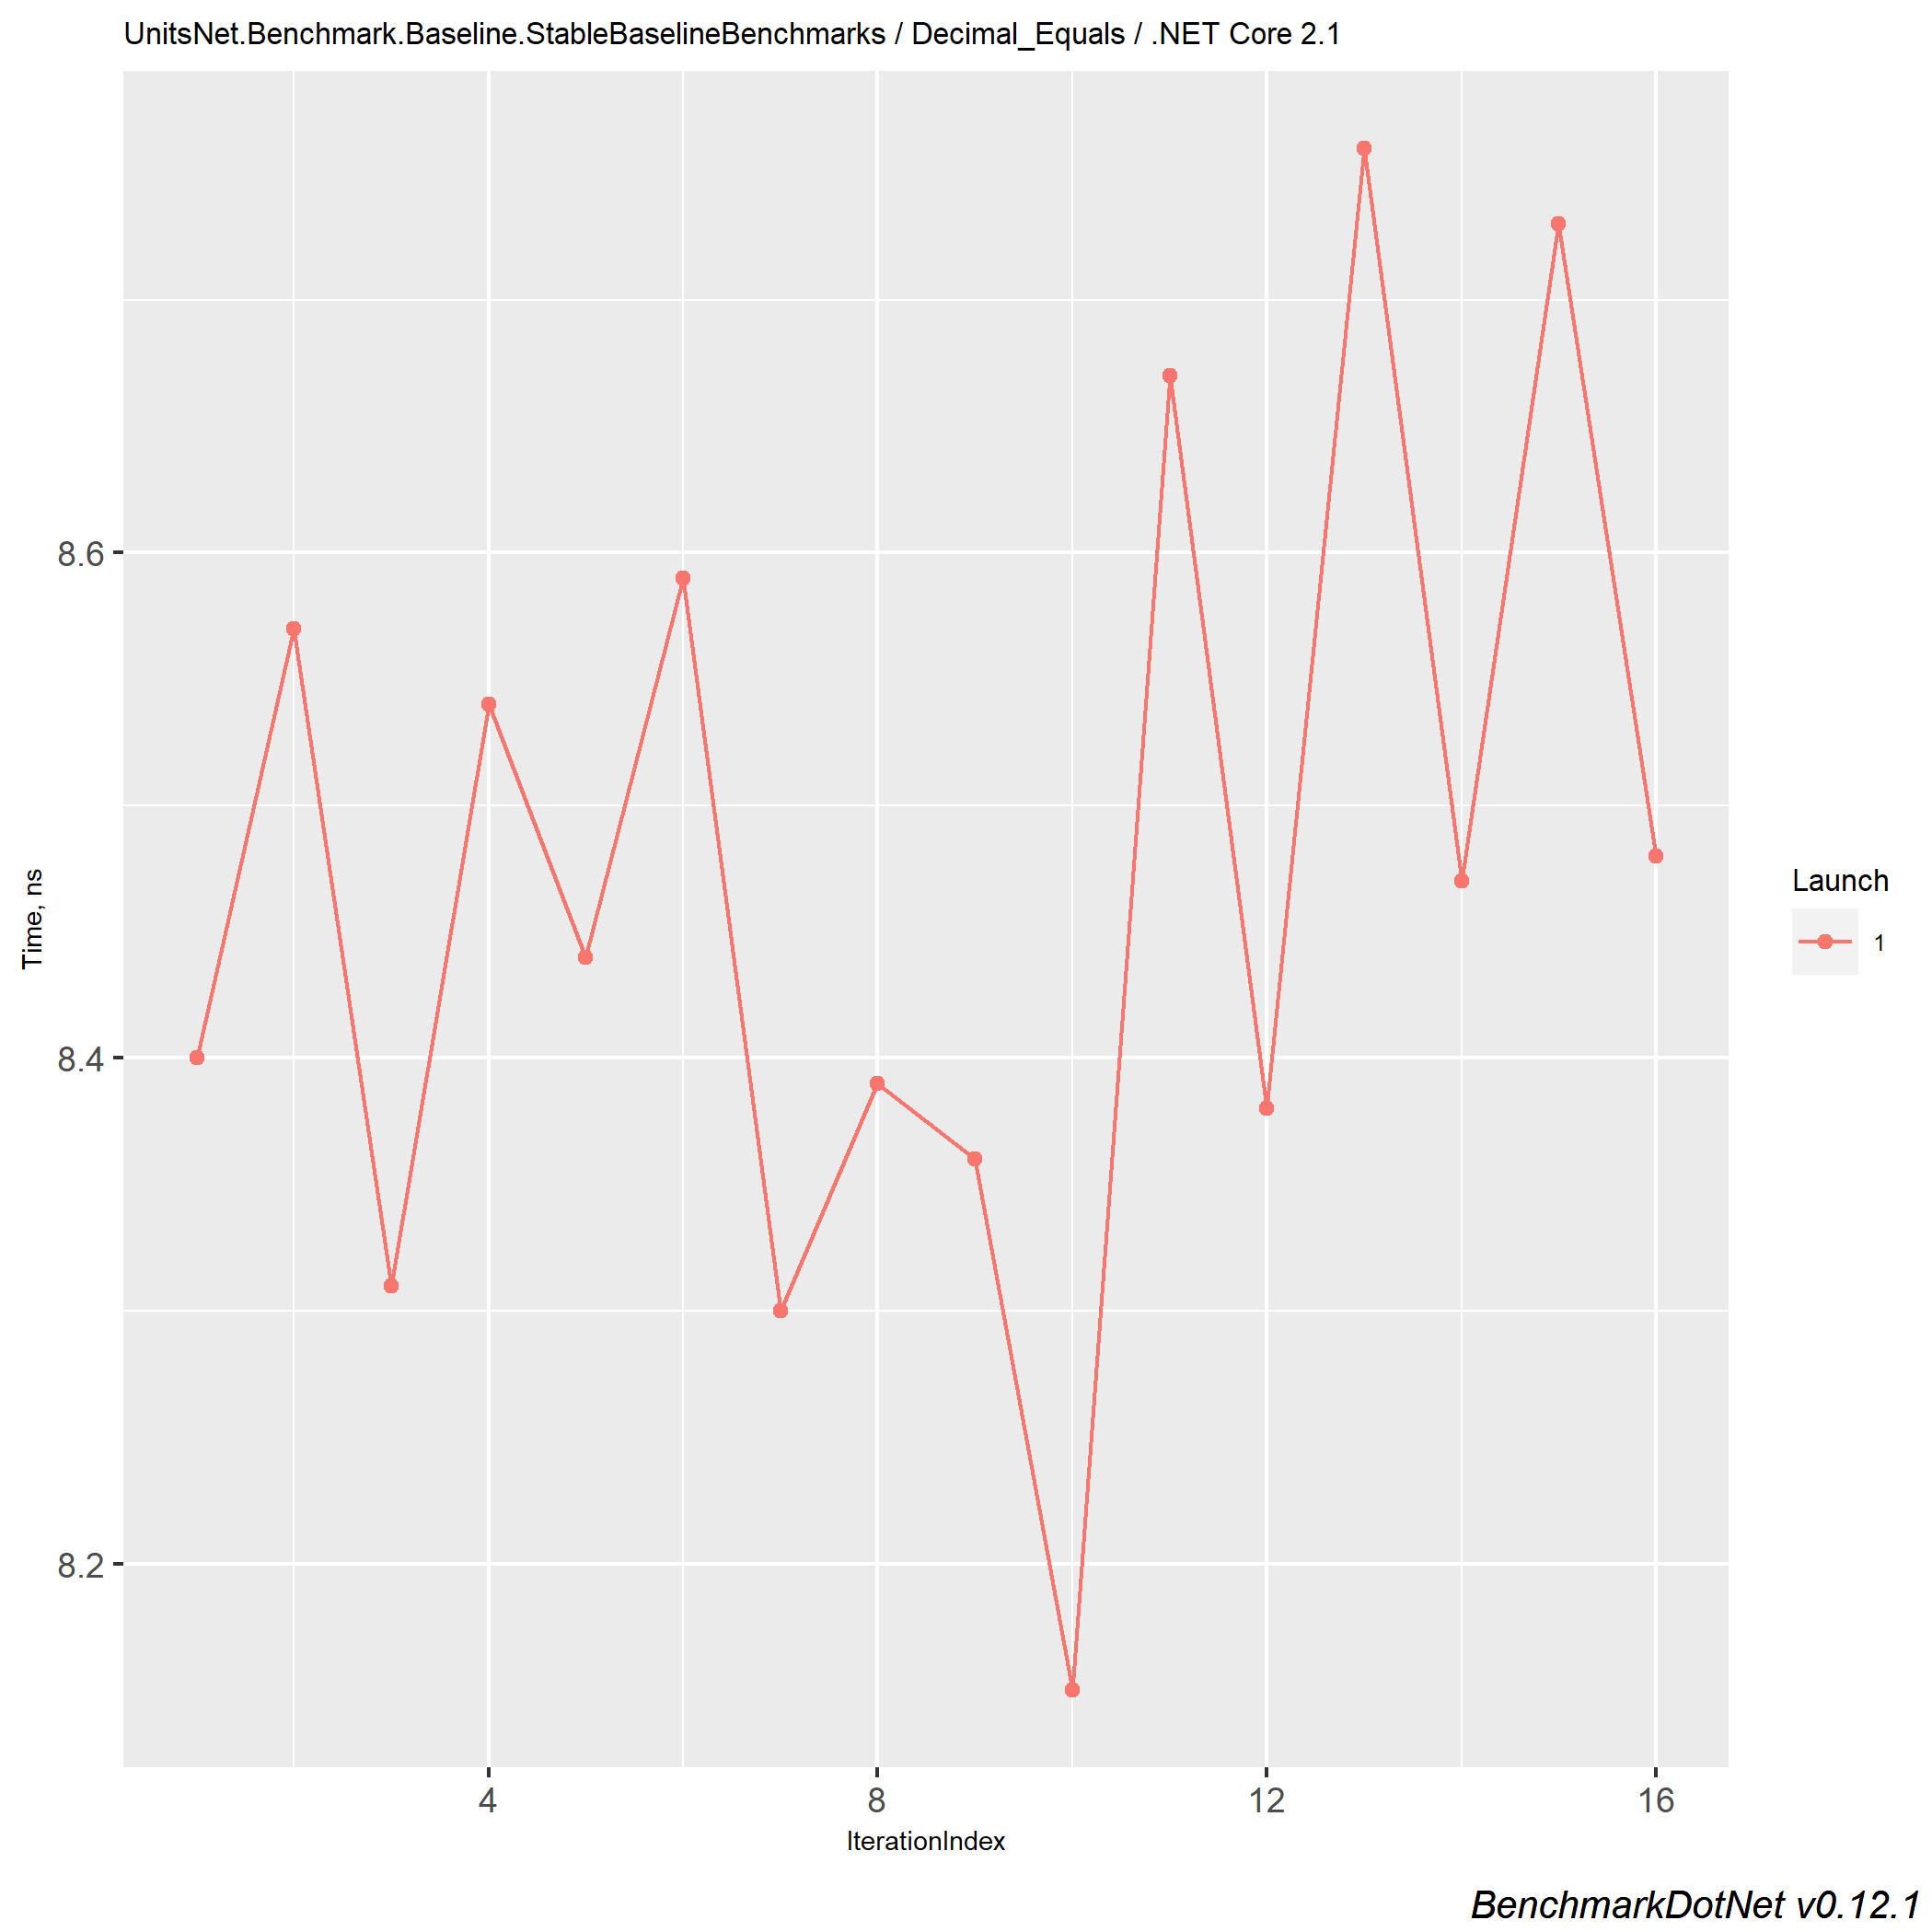 UnitsNet.Benchmark.Baseline.StableBaselineBenchmarks / Decimal_Equals / .NET Core 2.1
Time, ns
8.6
8.4
8.2
4
8
12
16
IterationIndex
Launch
1
BenchmarkDotNet v0.12.1